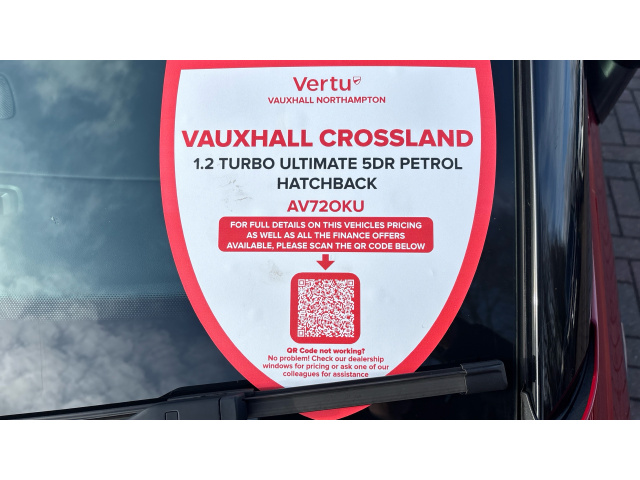 Vertu
VAUXHALL NORTHAMPTON
VAUXHALL CROSSLAND
1.2 TURBO ULTIMATE 5DR PETROL
HATCHBACK
AV72OKU
FOR FULL DETAILS ON THIS VEHICLES PRICING
AS WELL AS ALL THE FINANCE OFFERS
AVAILABLE, PLEASE SCAN THE QR CODE BELOW
QR Code not working?
No problem! Check our dealership
windows for pricing or ask one of our
colleagues for assistance